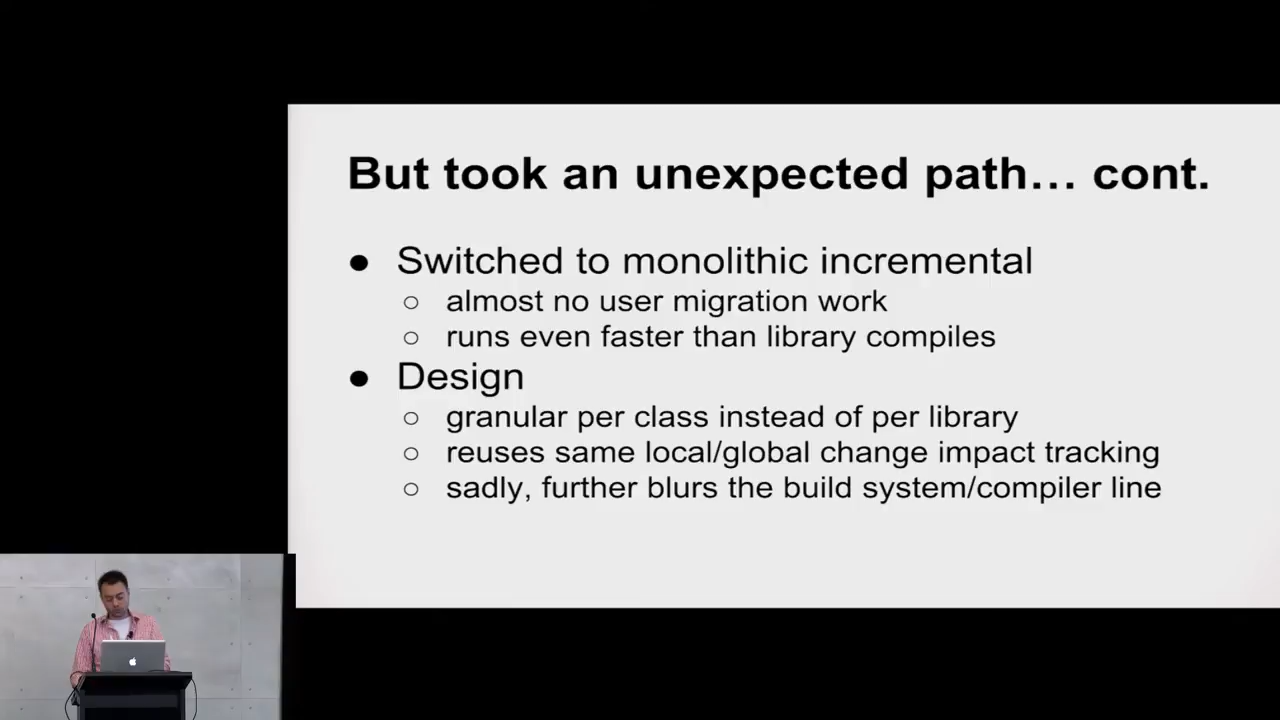 But took an unexpected path… cont.
● Switched to monolithic incremental
○ almost no user migration work
○ runs even faster than library compiles
● Design
○ granular per class instead of per library
○ reuses same local/global change impact tracking
○ sadly, further blurs the build system/compiler line